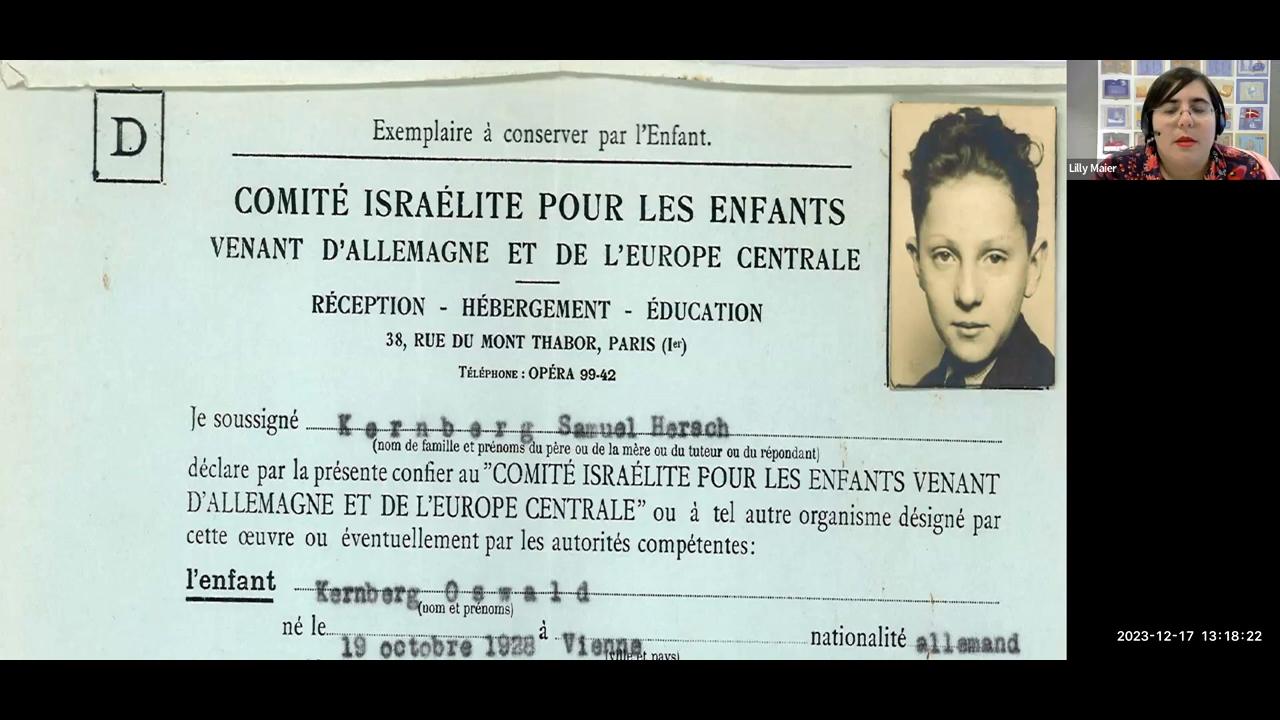 D
Exemplaire à conserver par l'Enfant.
COMITÉ ISRAÉLITE POUR LES ENFANTS
VENANT D'ALLEMAGNE ET DE L'EUROPE CENTRALE
RÉCEPTION - HÉBERGEMENT - ÉDUCATION
38, RUE DU MONT THABOR, PARIS (Ier)
TÉLÉPHONE : OPÉRA 99-42
Je soussigné Kernberg Samuel Hersch
(nom de famille et prénoms du père ou de la mère ou du tuteur ou du répondant)
déclare par la présente confier au "COMITÉ ISRAÉLITE POUR LES ENFANTS VENANT
D'ALLEMAGNE ET DE L'EUROPE CENTRALE" ou à tel autre organisme désigné par
cette œuvre ou éventuellement par les autorités compétentes:
l'enfant Kernberg Oswald
(nom et prénoms)
né le 19 octobre 1928 à Vienne nationalité allemand
(ville et pays)
Lilly Maier
2023-12-17 13:18:22